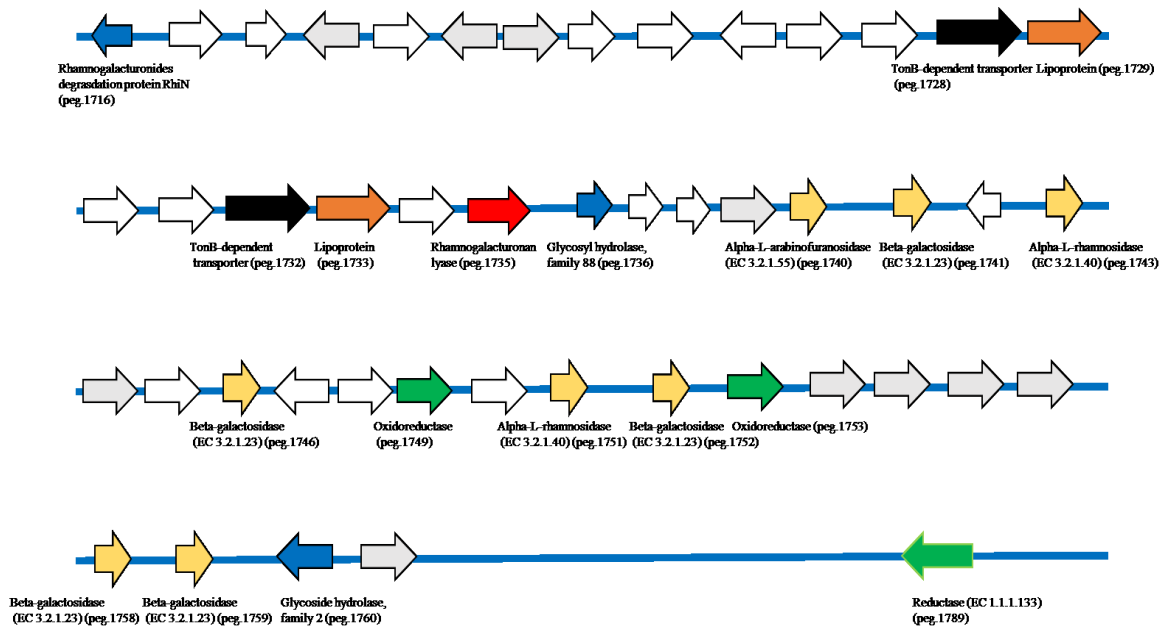 Rhamnogalacturonides
degrasdation protein RhiN
(peg.1716)
TonB-dependent transporter
(peg.1728)
Lipoprotein (peg.1729)
TonB-dependent
transporter (peg.1732)
Lipoprotein
(peg.1733)
Rhamnogalacturonan
lyase (peg.1735)
Glycosyl hydrolase,
family 88 (peg.1736)
Alpha-L-arabinofuranosidase
(EC 3.2.1.55) (peg.1740)
Beta-galactosidase
(EC 3.2.1.23) (peg.1741)
Alpha-L-rhamnosidase
(EC 3.2.1.40) (peg.1743)
Beta-galactosidase
(EC 3.2.1.23) (peg.1746)
Oxidoreductase
(peg.1749)
Alpha-L-rhamnosidase
(EC 3.2.1.40) (peg.1751)
Beta-galactosidase
(EC 3.2.1.23) (peg.1752)
Oxidoreductase (peg.1753)
Beta-galactosidase
(EC 3.2.1.23) (peg.1758)
Beta-galactosidase
(EC 3.2.1.23) (peg.1759)
Glycoside hydrolase,
family 2 (peg.1760)
Reductase (EC 1.1.1.133)
(peg.1789)